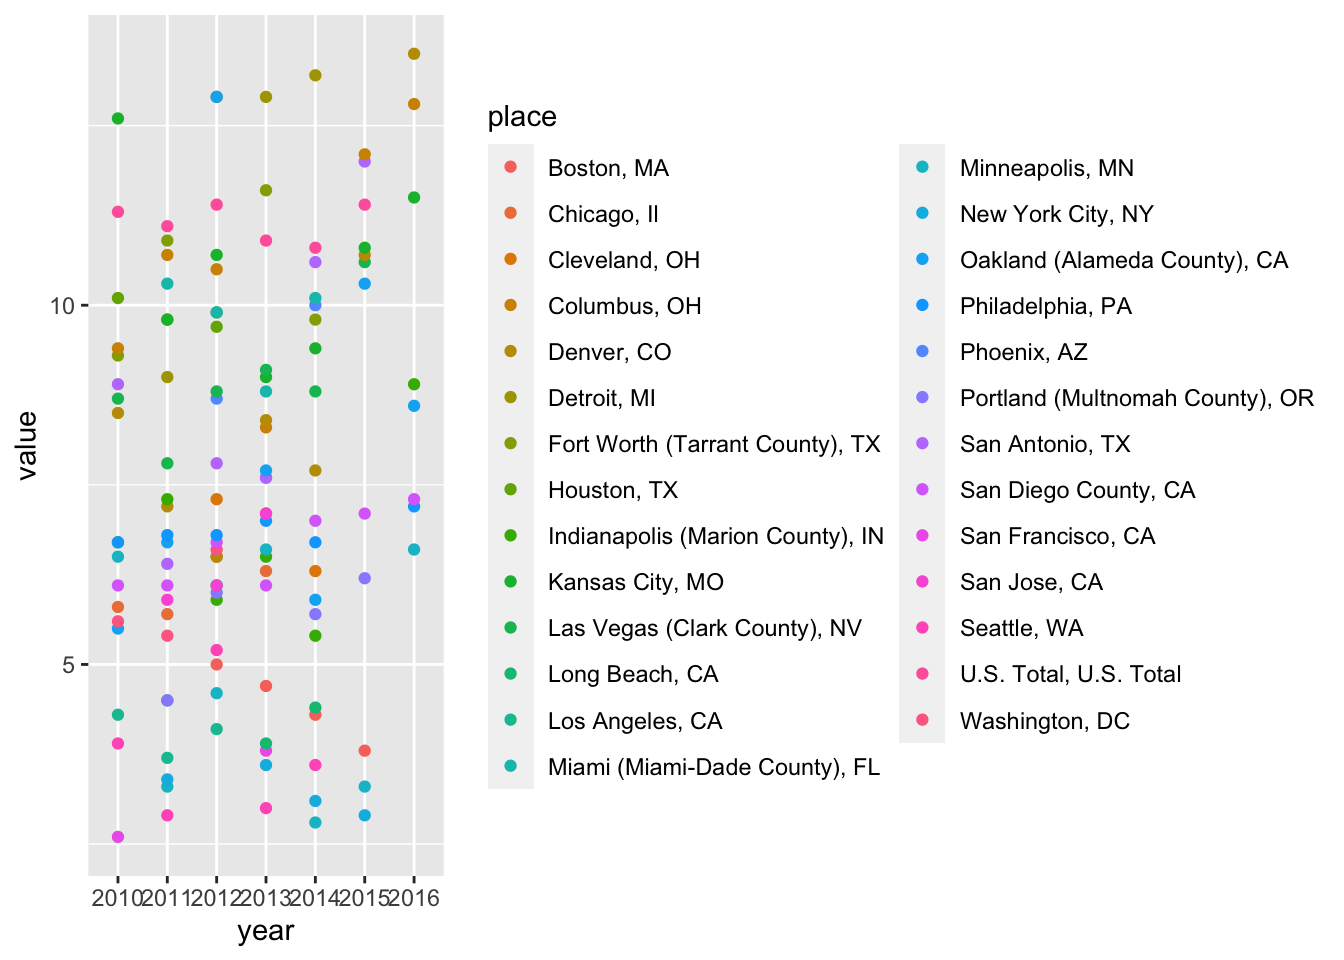 place
Boston, MA
Chicago, Il
Cleveland, OH
Columbus, OH
Denver, CO
Detroit, MI
Fort Worth (Tarrant County), TX
Houston, TX
Indianapolis (Marion County), IN
Kansas City, MO
Las Vegas (Clark County), NV
Long Beach, CA
Los Angeles, CA
Miami (Miami-Dade County), FL
Minneapolis, MN
New York City, NY
Oakland (Alameda County), CA
Philadelphia, PA
Phoenix, AZ
Portland (Multnomah County), OR
San Antonio, TX
San Diego County, CA
San Francisco, CA
San Jose, CA
Seattle, WA
U.S. Total, U.S. Total
Washington, DC
10
5
value
2010 2011 2012 2013 2014 2015 2016
year